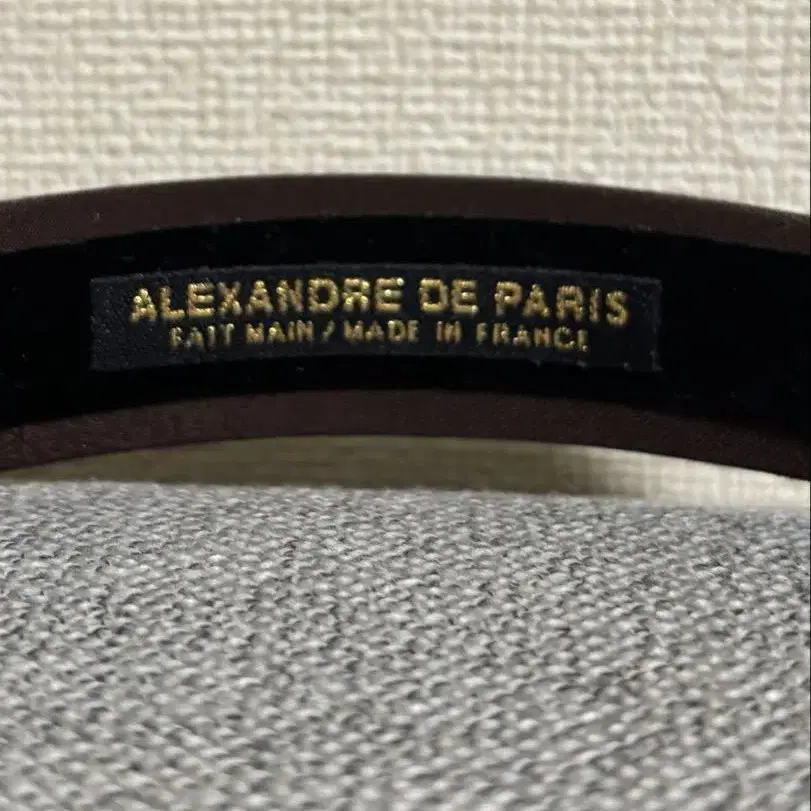 ALEXANDRE DE PARIS
FAIT MAIN / MADE IN FRANCE